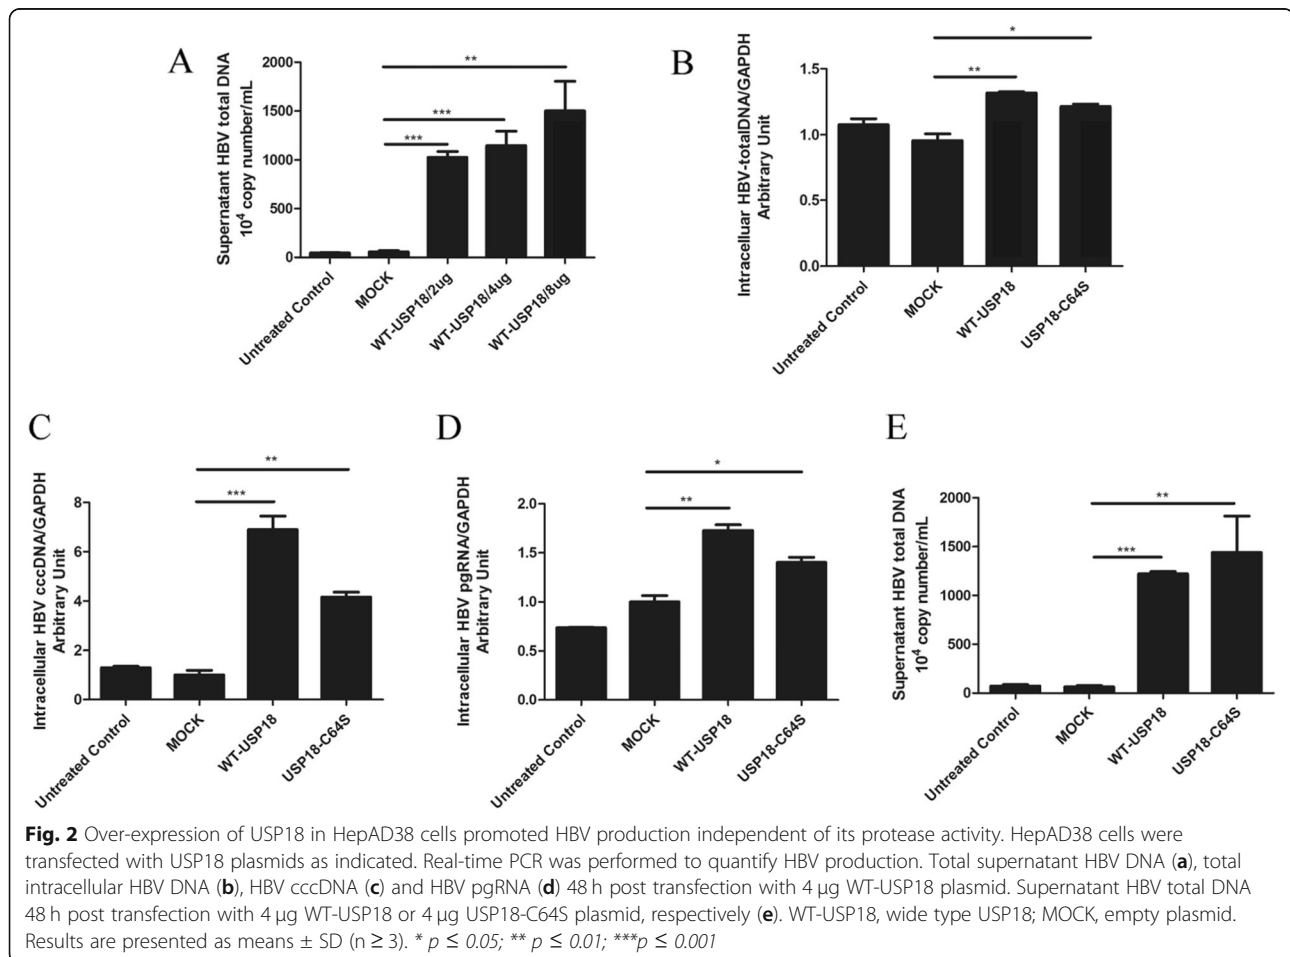 A
Supernatant HBV total DNA
10⁴ copy number/mL
2000
1500
1000
500
0
**
***
***
Untreated Control
MOCK
WT-USP18/2ug
WT-USP18/4ug
WT-USP18/8ug
B
Intracelluar HBV-totalDNA/GAPDH
Arbitrary Unit
1.5
1.0
0.5
0.0
*
**
Untreated Control
MOCK
WT-USP18
USP18-C64S
C
Intracellular HBV cccDNA/GAPDH
Arbitrary Unit
8
6
4
2
0
**
***
Untreated Control
MOCK
WT-USP18
USP18-C64S
D
Intracellular HBV pgRNA/GAPDH
Arbitrary Unit
2.0
1.5
1.0
0.5
0.0
*
**
Untreated Control
MOCK
WT-USP18
USP18-C64S
E
Supernatant HBV total DNA
10⁴ copy number/mL
2000
1500
1000
500
0
**
***
Untreated Control
MOCK
WT-USP18
USP18-C64S
Fig. 2 Over-expression of USP18 in HepAD38 cells promoted HBV production independent of its protease activity. HepAD38 cells were
transfected with USP18 plasmids as indicated. Real-time PCR was performed to quantify HBV production. Total supernatant HBV DNA (a), total
intracellular HBV DNA (b), HBV cccDNA (c) and HBV pgRNA (d) 48 h post transfection with 4 μg WT-USP18 plasmid. Supernatant HBV total DNA
48 h post transfection with 4 μg WT-USP18 or 4 μg USP18-C64S plasmid, respectively (e). WT-USP18, wide type USP18; MOCK, empty plasmid.
Results are presented as means ± SD (n ≥ 3). * p ≤ 0.05; ** p ≤ 0.01; ***p ≤ 0.001